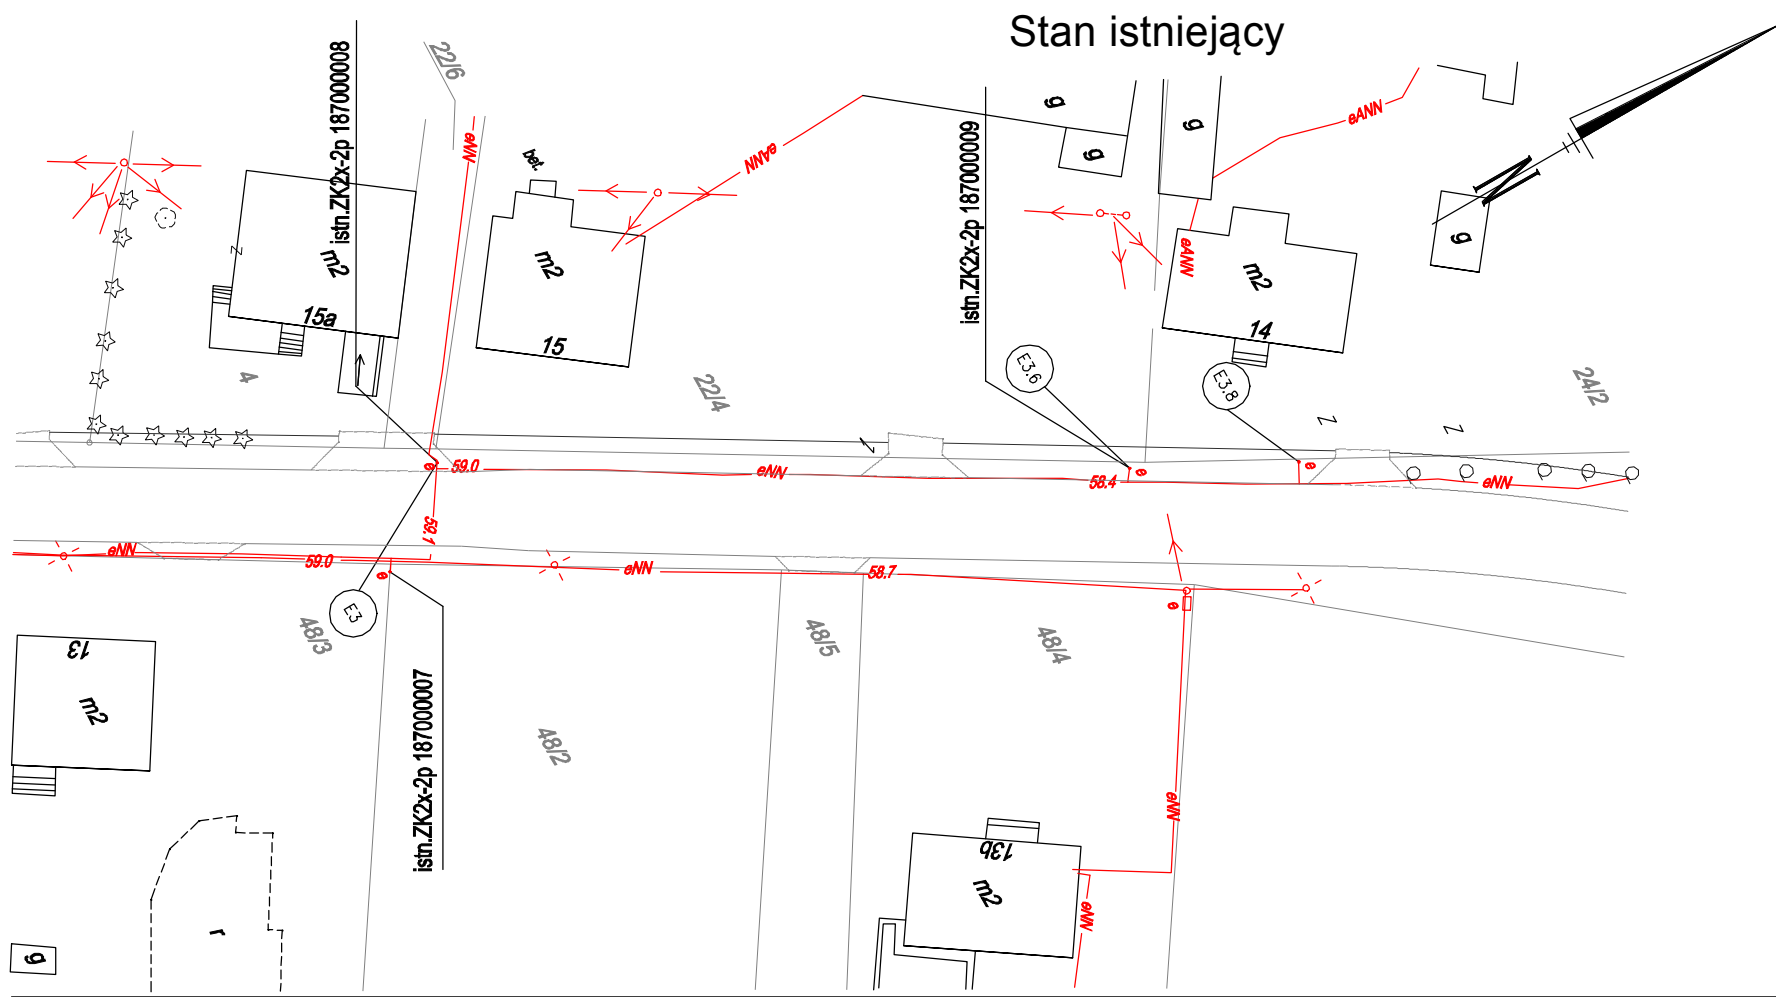 Stan istniejący
istn.ZK2x-2p 187000008
22/6
eNN
bet.
eANN
g
g
g
eANN
g
istn.ZK2x-2p 187000009
m2
15a
m2
15
eANN
m2
14
z
4
22/4
E3.6
E3.8
24/2
z
z
e
59.0
eNN
58.4
e
e
eNN
59.1
eNN
59.0
e
eNN
58.7
e
E3
48/3
48/5
48/4
13
m2
istn.ZK2x-2p 187000007
48/2
eNN
13b
m2
eNN
r
g